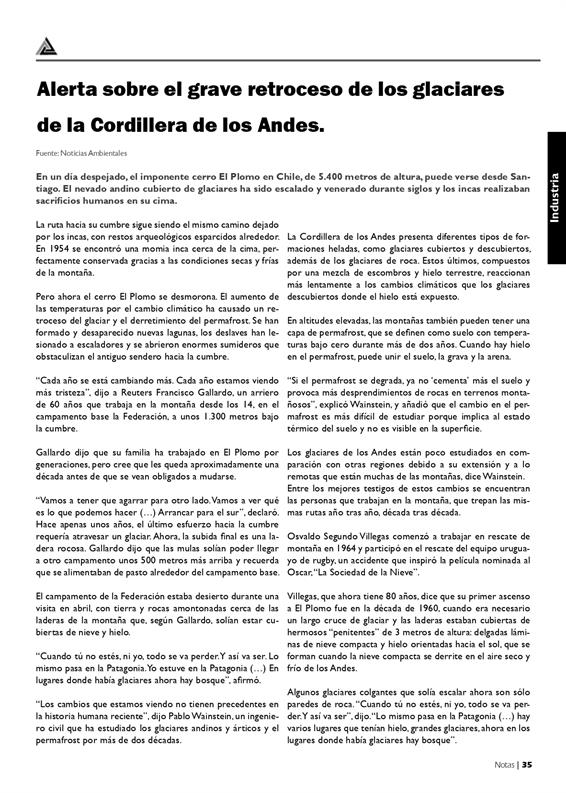 Alerta sobre el grave retroceso de los glaciares
de la Cordillera de los Andes.
Fuente: Noticias Ambientales
En un día despejado, el imponente cerro El Plomo en Chile, de 5.400 metros de altura, puede verse desde San-
tiago. El nevado andino cubierto de glaciares ha sido escalado y venerado durante siglos y los incas realizaban
sacrificios humanos en su cima.
La ruta hacia su cumbre sigue siendo el mismo camino dejado
por los incas, con restos arqueológicos esparcidos alrededor.
En 1954 se encontró una momia inca cerca de la cima, per-
fectamente conservada gracias a las condiciones secas y frías
de la montaña.
Pero ahora el cerro El Plomo se desmorona. El aumento de
las temperaturas por el cambio climático ha causado un re-
troceso del glaciar y el derretimiento del permafrost. Se han
formado y desaparecido nuevas lagunas, los deslaves han le-
sionado a escaladores y se abrieron enormes sumideros que
obstaculizan el antiguo sendero hacia la cumbre.
“Cada año se está cambiando más. Cada año estamos viendo
más tristeza”, dijo a Reuters Francisco Gallardo, un arriero
de 60 años que trabaja en la montaña desde los 14, en el
campamento base la Federación, a unos 1.300 metros bajo
la cumbre.
Gallardo dijo que su familia ha trabajado en El Plomo por
generaciones, pero cree que les queda aproximadamente una
década antes de que se vean obligados a mudarse.
“Vamos a tener que agarrar para otro lado. Vamos a ver qué
es lo que podemos hacer (…) Arrancar para el sur”, declaró.
Hace apenas unos años, el último esfuerzo hacia la cumbre
requería atravesar un glaciar. Ahora, la subida final es una la-
dera rocosa. Gallardo dijo que las mulas solían poder llegar
a otro campamento unos 500 metros más arriba y recuerda
que se alimentaban de pasto alrededor del campamento base.
El campamento de la Federación estaba desierto durante una
visita en abril, con tierra y rocas amontonadas cerca de las
laderas de la montaña que, según Gallardo, solían estar cu-
biertas de nieve y hielo.
“Cuando tú no estés, ni yo, todo se va perder. Y así va ser. Lo
mismo pasa en la Patagonia. Yo estuve en la Patagonia (…) En
lugares donde había glaciares ahora hay bosque”, afirmó.
“Los cambios que estamos viendo no tienen precedentes en
la historia humana reciente”, dijo Pablo Wainstein, un ingenie-
ro civil que ha estudiado los glaciares andinos y árticos y el
permafrost por más de dos décadas.
La Cordillera de los Andes presenta diferentes tipos de for-
maciones heladas, como glaciares cubiertos y descubiertos,
además de los glaciares de roca. Estos últimos, compuestos
por una mezcla de escombros y hielo terrestre, reaccionan
más lentamente a los cambios climáticos que los glaciares
descubiertos donde el hielo está expuesto.
En altitudes elevadas, las montañas también pueden tener una
capa de permafrost, que se definen como suelo con tempera-
turas bajo cero durante más de dos años. Cuando hay hielo
en el permafrost, puede unir el suelo, la grava y la arena.
“Si el permafrost se degrada, ya no ‘cementa’ más el suelo y
provoca más desprendimientos de rocas en terrenos monta-
ñosos”, explicó Wainstein, y añadió que el cambio en el per-
mafrost es más difícil de estudiar porque implica al estado
térmico del suelo y no es visible en la superficie.
Los glaciares de los Andes están poco estudiados en com-
paración con otras regiones debido a su extensión y a lo
remotas que están muchas de las montañas, dice Wainstein.
Entre los mejores testigos de estos cambios se encuentran
las personas que trabajan en la montaña, que trepan las mis-
mas rutas año tras año, década tras década.
Osvaldo Segundo Villegas comenzó a trabajar en rescate de
montaña en 1964 y participó en el rescate del equipo urugua-
yo de rugby, un accidente que inspiró la película nominada al
Oscar, “La Sociedad de la Nieve”.
Villegas, que ahora tiene 80 años, dice que su primer ascenso
a El Plomo fue en la década de 1960, cuando era necesario
un largo cruce de glaciar y las laderas estaban cubiertas de
hermosos “penitentes” de 3 metros de altura: delgadas lámi-
nas de nieve compacta y hielo orientadas hacia el sol, que se
forman cuando la nieve compacta se derrite en el aire seco y
frío de los Andes.
Algunos glaciares colgantes que solía escalar ahora son sólo
paredes de roca. “Cuando tú no estés, ni yo, todo se va per-
der. Y así va ser”, dijo. “Lo mismo pasa en la Patagonia (…) hay
varios lugares que tenían hielo, grandes glaciares, ahora en los
lugares donde había glaciares hay bosque”.
Industria
Notas | 35